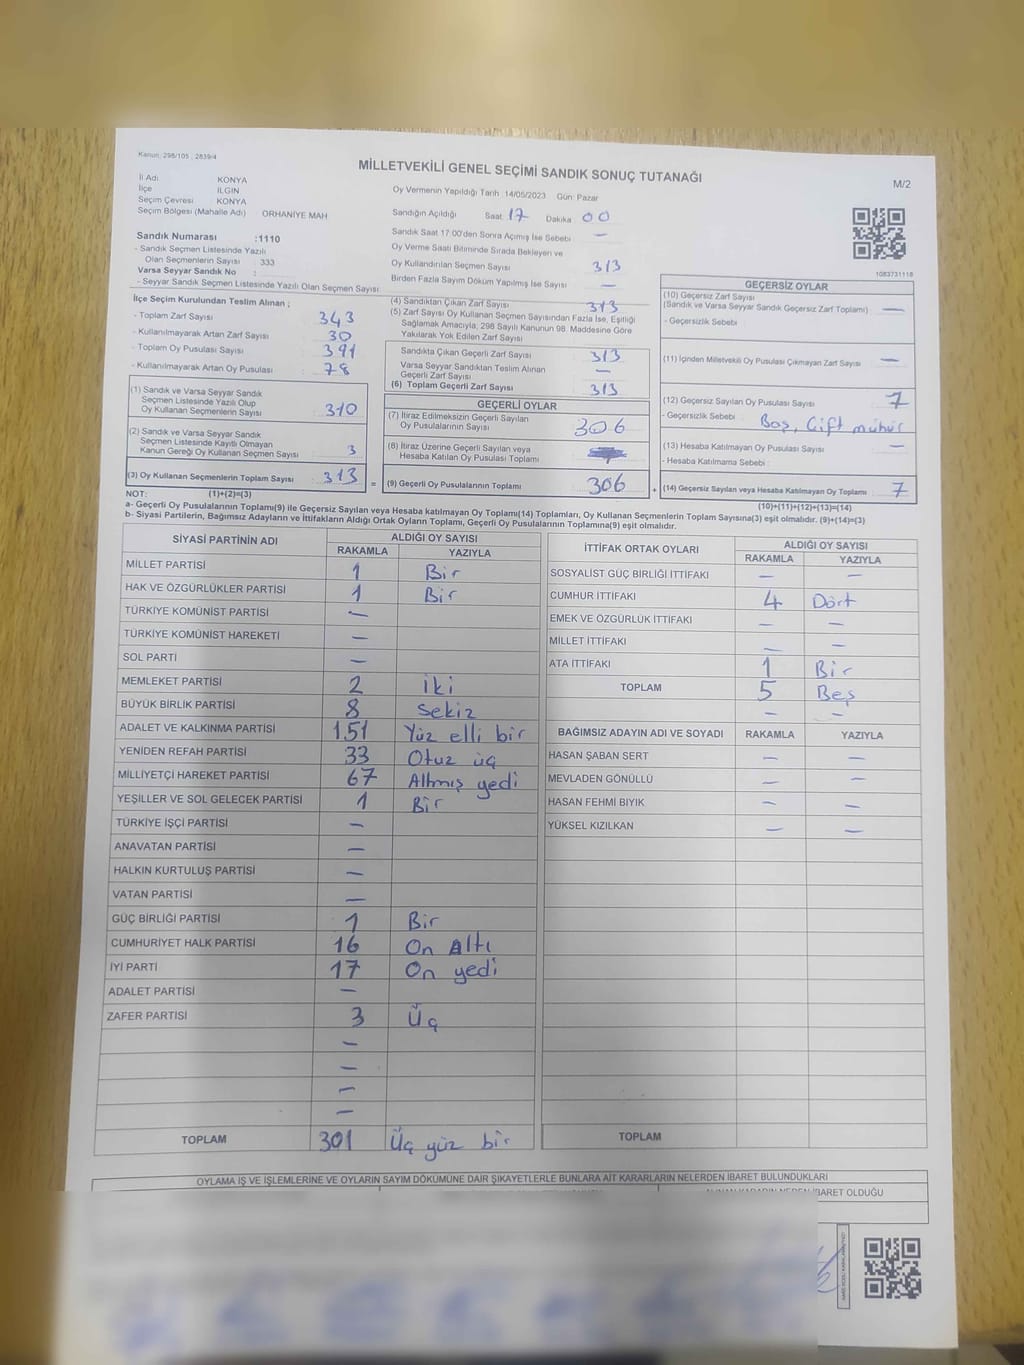 Kanun: 298/105 ; 2839/4
MİLLETVEKİLİ GENEL SEÇİMİ SANDIK SONUÇ TUTANAĞI
M/2
İl Adı KONYA
İlçe ILGIN
Seçim Çevresi KONYA
Seçim Bölgesi (Mahalle Adı) ORHANİYE MAH
Sandık Numarası :1110
- Sandık Seçmen Listesinde Yazılı
Olan Seçmenlerin Sayısı : 333
Varsa Seyyar Sandık No :
- Seyyar Sandık Seçmen Listesinde Yazılı Olan Seçmen Sayısı
Oy Vermenin Yapıldığı Tarih 14/05/2023 Gün: Pazar
Sandığın Açıldığı Saat 17 Dakika 00
Sandık Saat 17:00'den Sonra Açımış İse Sebebi —
Oy Verme Saati Bitiminde Sırada Bekleyen ve
Oy Kullandırılan Seçmen Sayısı 313
Birden Fazla Sayım Döküm Yapılmış İse Sayısı —
1083731118
İlçe Seçim Kurulundan Teslim Alınan ;
- Toplam Zarf Sayısı 343
- Kullanılmayarak Artan Zarf Sayısı 30
- Toplam Oy Pusulası Sayısı 391
- Kullanılmayarak Artan Oy Pusulası 78
(1) Sandık ve Varsa Seyyar Sandık
Seçmen Listesinde Yazılı Olup
Oy Kullanan Seçmenlerin Sayısı 310
(2) Sandık ve Varsa Seyyar Sandık
Seçmen Listesinde Kayıtlı Olmayan
Kanun Gereği Oy Kullanan Seçmen Sayısı 3
(3) Oy Kullanan Seçmenlerin Toplam Sayısı 313 =
(4) Sandıktan Çıkan Zarf Sayısı 313
(5) Zarf Sayısı Oy Kullanan Seçmen Sayısından Fazla İse, Eşitliği
Sağlamak Amacıyla, 298 Sayılı Kanunun 98. Maddesine Göre
Yakılarak Yok Edilen Zarf Sayısı
Sandıkta Çıkan Geçerli Zarf Sayısı 313
Varsa Seyyar Sandıktan Teslim Alınan
Geçerli Zarf Sayısı —
(6) Toplam Geçerli Zarf Sayısı 313
GEÇERLİ OYLAR
(7) İtiraz Edilmeksizin Geçerli Sayılan
Oy Pusulalarının Sayısı 306
(8) İtiraz Üzerine Geçerli Sayılan veya
Hesaba Katılan Oy Pusulası Toplamı
(9) Geçerli Oy Pusulalarının Toplamı 306 +
GEÇERSİZ OYLAR
(10) Geçersiz Zarf Sayısı
(Sandık ve Varsa Seyyar Sandık Geçersiz Zarf Toplamı) —
- Geçersizlik Sebebi
(11) İçinden Milletvekili Oy Pusulası Çıkmayan Zarf Sayısı —
(12) Geçersiz Sayılan Oy Pusulası Sayısı 7
- Geçersizlik Sebebi Boş, Çift mühür
(13) Hesaba Katılmayan Oy Pusulası Sayısı —
- Hesaba Katılmama Sebebi
(14) Geçersiz Sayılan veya Hesaba Katılmayan Oy Toplamı 7
NOT: (1)+(2)=(3)
(10)+(11)+(12)+(13)=(14)
a- Geçerli Oy Pusulalarının Toplamı(9) ile Geçersiz Sayılan veya Hesaba katılmayan Oy Toplamı(14) Toplamları, Oy Kullanan Seçmenlerin Toplam Sayısına(3) eşit olmalıdır. (9)+(14)=(3)
b- Siyasi Partilerin, Bağımsız Adayların ve İttifakların Aldığı Ortak Oyların Toplamı, Geçerli Oy Pusulalarının Toplamına(9) eşit olmalıdır.
SİYASİ PARTİNİN ADI ALDIĞI OY SAYISI
RAKAMLA YAZIYLA
MİLLET PARTİSİ 1 Bir
HAK VE ÖZGÜRLÜKLER PARTİSİ 1 Bir
TÜRKİYE KOMÜNİST PARTİSİ —
TÜRKİYE KOMÜNİST HAREKETİ —
SOL PARTİ —
MEMLEKET PARTİSİ 2 iki
BÜYÜK BİRLİK PARTİSİ 8 sekiz
ADALET VE KALKINMA PARTİSİ 151 Yüz elli bir
YENİDEN REFAH PARTİSİ 33 Otuz üç
MİLLİYETÇİ HAREKET PARTİSİ 67 Altmış yedi
YEŞİLLER VE SOL GELECEK PARTİSİ 1 Bir
TÜRKİYE İŞÇİ PARTİSİ —
ANAVATAN PARTİSİ —
HALKIN KURTULUŞ PARTİSİ —
VATAN PARTİSİ —
GÜÇ BİRLİĞİ PARTİSİ 1 Bir
CUMHURİYET HALK PARTİSİ 16 On Altı
İYİ PARTİ 17 On yedi
ADALET PARTİSİ —
ZAFER PARTİSİ 3 Üç
—
—
—
—
TOPLAM 301 Üç yüz bir
İTTİFAK ORTAK OYLARI ALDIĞI OY SAYISI
RAKAMLA YAZIYLA
SOSYALİST GÜÇ BİRLİĞİ İTTİFAKI — —
CUMHUR İTTİFAKI 4 Dört
EMEK VE ÖZGÜRLÜK İTTİFAKI — —
MİLLET İTTİFAKI — —
ATA İTTİFAKI 1 Bir
TOPLAM 5 Beş
— —
BAĞIMSIZ ADAYIN ADI VE SOYADI RAKAMLA YAZIYLA
HASAN ŞABAN SERT — —
MEVLADEN GÖNÜLLÜ — —
HASAN FEHMİ BIYIK — —
YÜKSEL KIZILKAN — —
TOPLAM
OYLAMA İŞ VE İŞLEMLERİNE VE OYLARIN SAYIM DÖKÜMÜNE DAİR ŞİKAYETLERLE BUNLARA AİT KARARLARIN NELERDEN İBARET BULUNDUKLARI
İBARET OLDUĞU